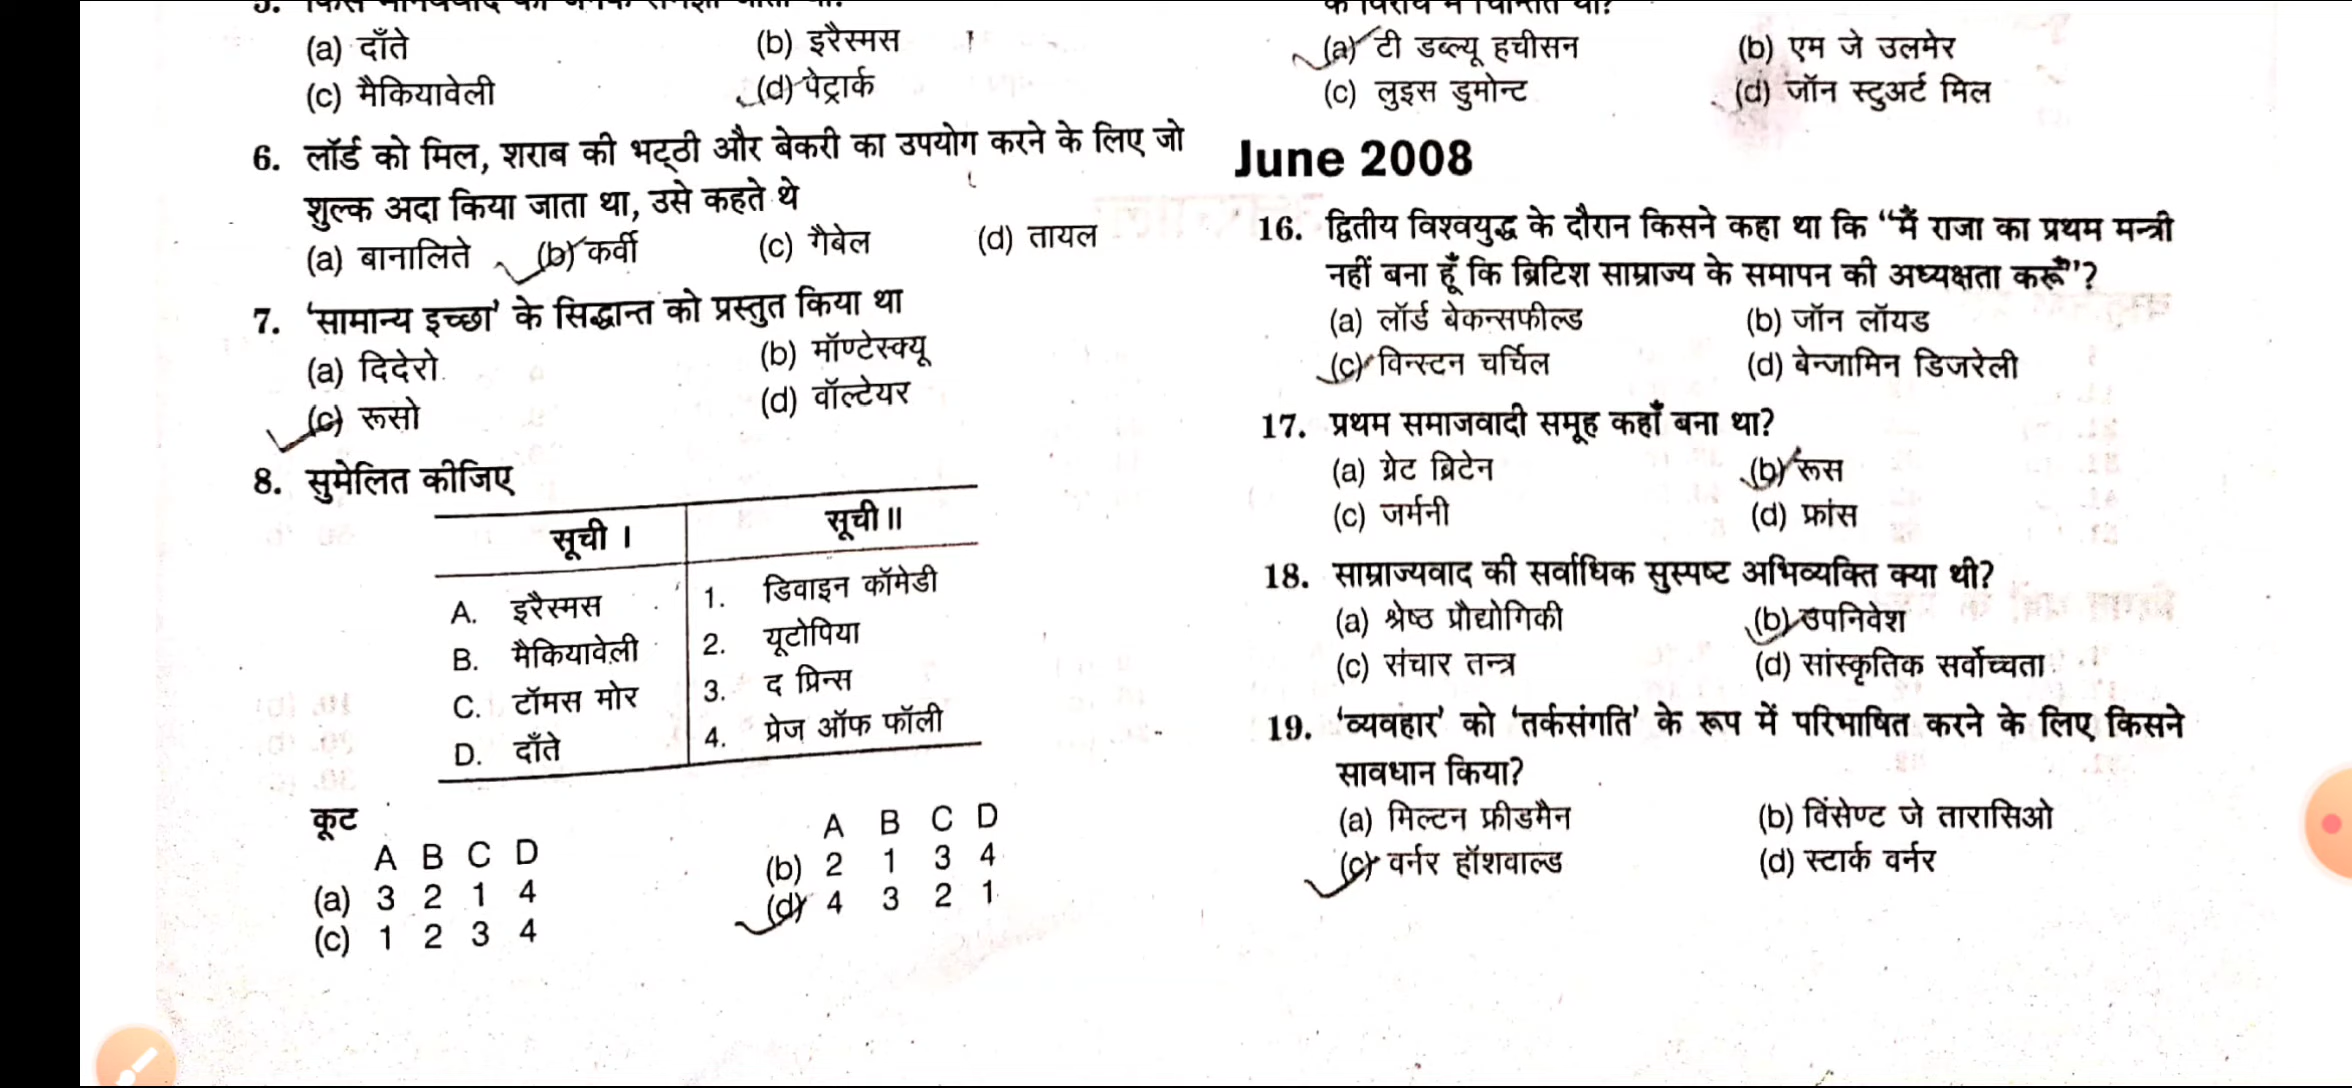 (a) दाँते (b) इरैस्मस
(c) मैकियावेली (d) पेट्रार्क
6. लॉर्ड को मिल, शराब की भट्ठी और बेकरी का उपयोग करने के लिए जो
शुल्क अदा किया जाता था, उसे कहते थे
(a) बानालिते (b) कर्वी (c) गैबेल (d) तायल
7. 'सामान्य इच्छा' के सिद्धान्त को प्रस्तुत किया था
(a) दिदेरो (b) मॉण्टेस्क्यू
(c) रूसो (d) वॉल्टेयर
8. सुमेलित कीजिए
सूची I सूची II
A. इरैस्मस 1. डिवाइन कॉमेडी
B. मैकियावेली 2. यूटोपिया
C. टॉमस मोर 3. द प्रिन्स
D. दाँते 4. प्रेज ऑफ फॉली
कूट
A B C D A B C D
(a) 3 2 1 4 (b) 2 1 3 4
(c) 1 2 3 4 (d) 4 3 2 1
(a) टी डब्ल्यू हचीसन (b) एम जे उलमेर
(c) लुइस डुमोन्ट (d) जॉन स्टुअर्ट मिल
June 2008
16. द्वितीय विश्वयुद्ध के दौरान किसने कहा था कि "मैं राजा का प्रथम मन्त्री
नहीं बना हूँ कि ब्रिटिश साम्राज्य के समापन की अध्यक्षता करूँ"?
(a) लॉर्ड बेकन्सफील्ड (b) जॉन लॉयड
(c) विन्स्टन चर्चिल (d) बेन्जामिन डिजरेली
17. प्रथम समाजवादी समूह कहाँ बना था?
(a) ग्रेट ब्रिटेन (b) रूस
(c) जर्मनी (d) फ्रांस
18. साम्राज्यवाद की सर्वाधिक सुस्पष्ट अभिव्यक्ति क्या थी?
(a) श्रेष्ठ प्रौद्योगिकी (b) उपनिवेश
(c) संचार तन्त्र (d) सांस्कृतिक सर्वोच्चता
19. 'व्यवहार' को 'तर्कसंगति' के रूप में परिभाषित करने के लिए किसने
सावधान किया?
(a) मिल्टन फ्रीडमैन (b) विंसेण्ट जे तारासिओ
(c) वर्नर हॉशवाल्ड (d) स्टार्क वर्नर